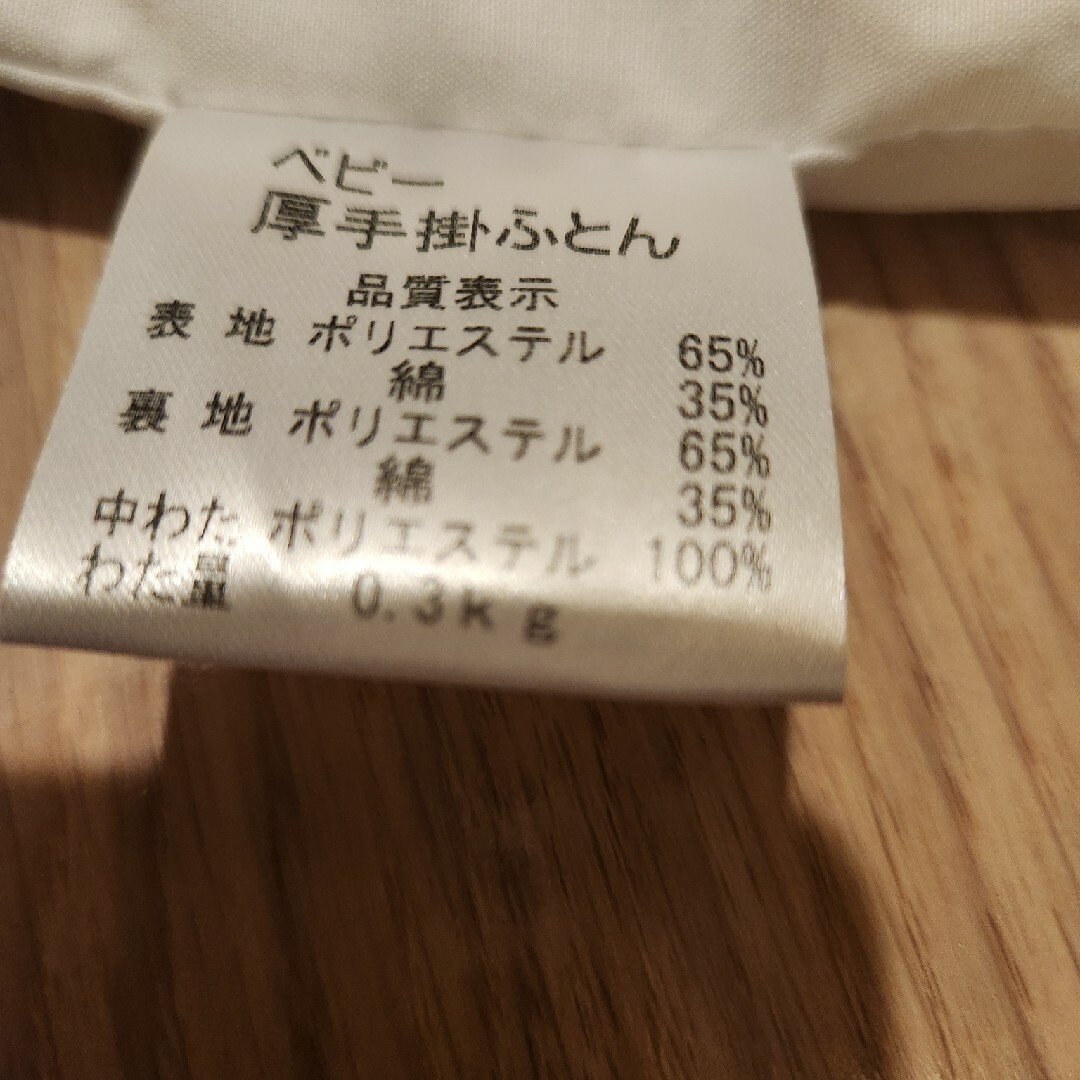 ベビー
厚手掛ふとん
品質表示
表 地 ポリエステル 65%
綿 35%
裏 地 ポリエステル 65%
綿 35%
中わた ポリエステル 100%
わた量 0.3kg